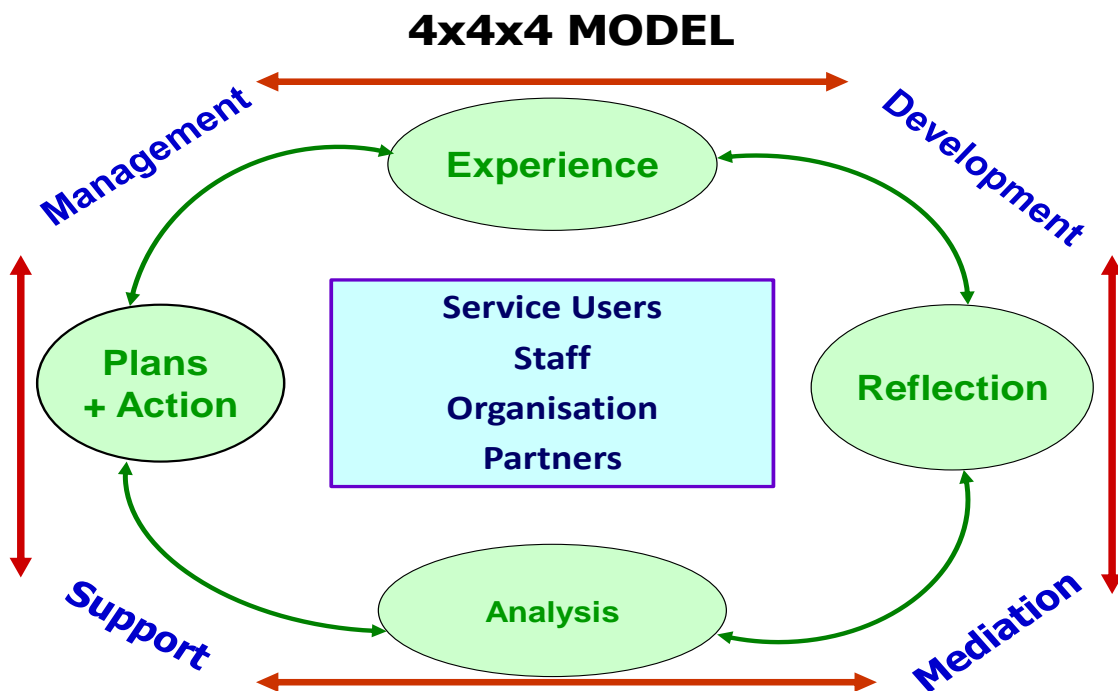 4x4x4 MODEL
Management
Development
Experience
Service Users
Staff
Organisation
Partners
Plans
+ Action
Reflection
Analysis
Support
Mediation